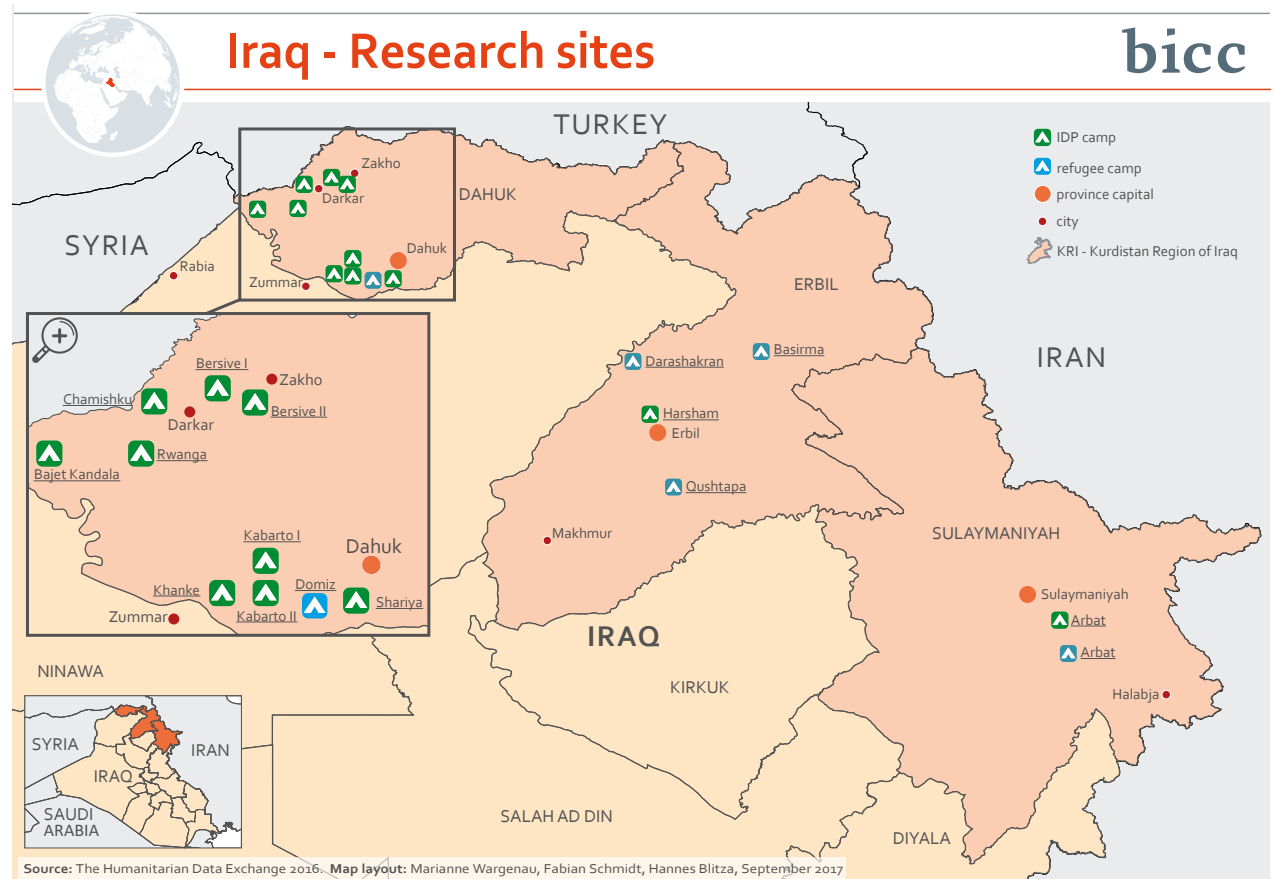 Iraq - Research sites
bicc
TURKEY
IDP camp
refugee camp
province capital
city
KRI - Kurdistan Region of Iraq
Zakho
Darkar
DAHUK
SYRIA
Rabia
Dahuk
Zummar
ERBIL
IRAN
Darashakran
Basirma
Harsham
Erbil
Qushtapa
Makhmur
Bersive I
Zakho
Chamishku
Bersive II
Darkar
Rwanga
Bajet Kandala
Kabarto I
Dahuk
Khanke
Domiz
Shariya
Kabarto II
Zummar
SULAYMANIYAH
Sulaymaniyah
Arbat
Arbat
Halabja
IRAQ
KIRKUK
NINAWA
SYRIA
IRAN
IRAQ
SAUDI
ARABIA
SALAH AD DIN
DIYALA
Source: The Humanitarian Data Exchange 2016. Map layout: Marianne Wargenau, Fabian Schmidt, Hannes Blitza, September 2017